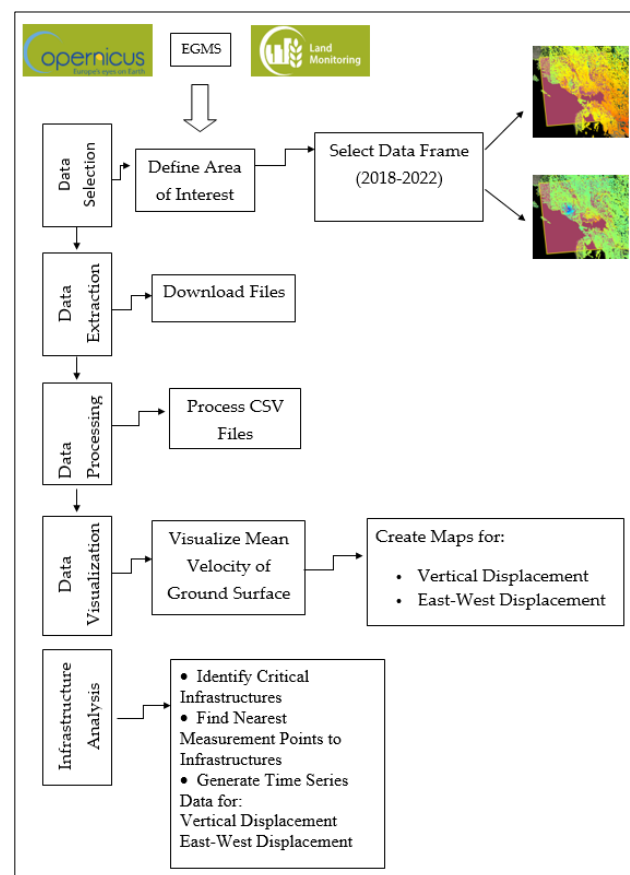 opernicus
Europe's eyes on Earth
EGMS
Land
Monitoring
Data
Selection
Define Area
of Interest
Select Data Frame
(2018-2022)
Data
Extraction
Download Files
Data
Processing
Process CSV
Files
Data
Visualization
Visualize Mean
Velocity of
Ground Surface
Create Maps for:
• Vertical Displacement
• East-West Displacement
Infrastructure
Analysis
• Identify Critical
Infrastructures
• Find Nearest
Measurement Points to
Infrastructures
• Generate Time Series
Data for:
Vertical Displacement
East-West Displacement